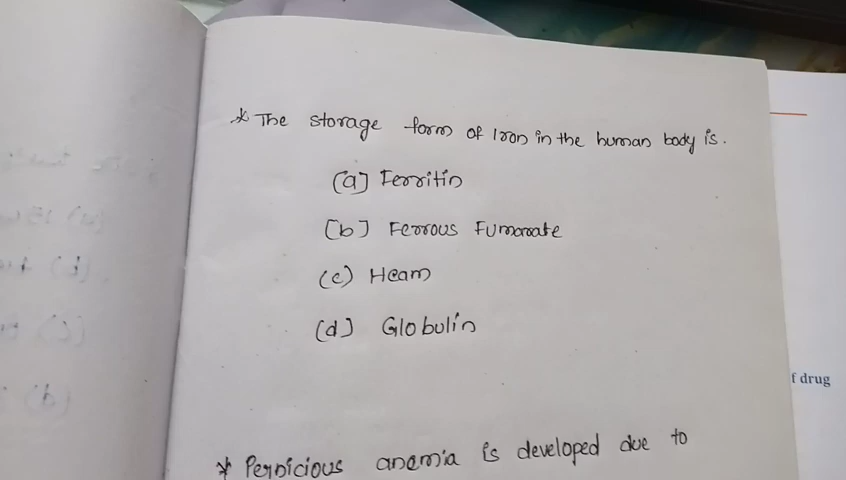 * The storage form of Iron in the human body is.
(a) Ferritin
(b) Ferrous Fumarate
(c) Heam
(d) Globulin
f drug
* Pernicious anemia is developed due to